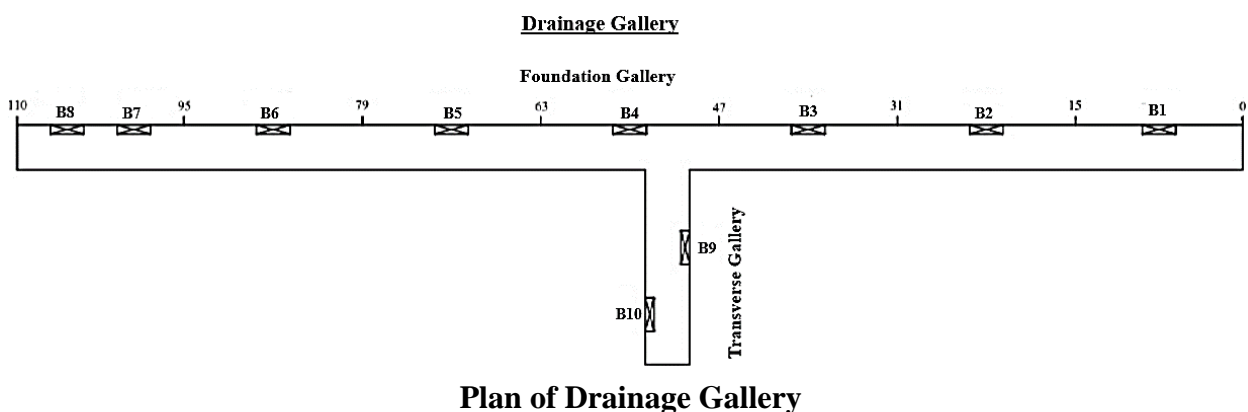 Drainage Gallery
Foundation Gallery
110 95 79 63 47 31 15 0
B8 B7 B6 B5 B4 B3 B2 B1
B9
Transverse Gallery
B10
Plan of Drainage Gallery